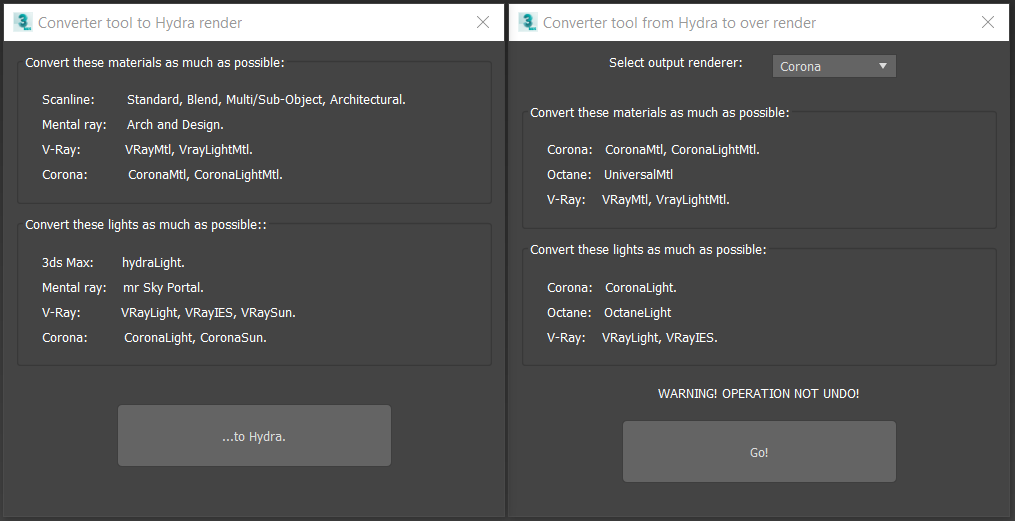 Converter tool to Hydra render
Convert these materials as much as possible:
Scanline: Standard, Blend, Multi/Sub-Object, Architectural.
Mental ray: Arch and Design.
V-Ray: VRayMtl, VrayLightMtl.
Corona: CoronaMtl, CoronaLightMtl.
Convert these lights as much as possible::
3ds Max: hydraLight.
Mental ray: mr Sky Portal.
V-Ray: VRayLight, VRayIES, VRaySun.
Corona: CoronaLight, CoronaSun.
...to Hydra.
Converter tool from Hydra to over render
Select output renderer: Corona
Convert these materials as much as possible:
Corona: CoronaMtl, CoronaLightMtl.
Octane: UniversalMtl
V-Ray: VRayMtl, VrayLightMtl.
Convert these lights as much as possible:
Corona: CoronaLight.
Octane: OctaneLight
V-Ray: VRayLight, VRayIES.
WARNING! OPERATION NOT UNDO!
Go!